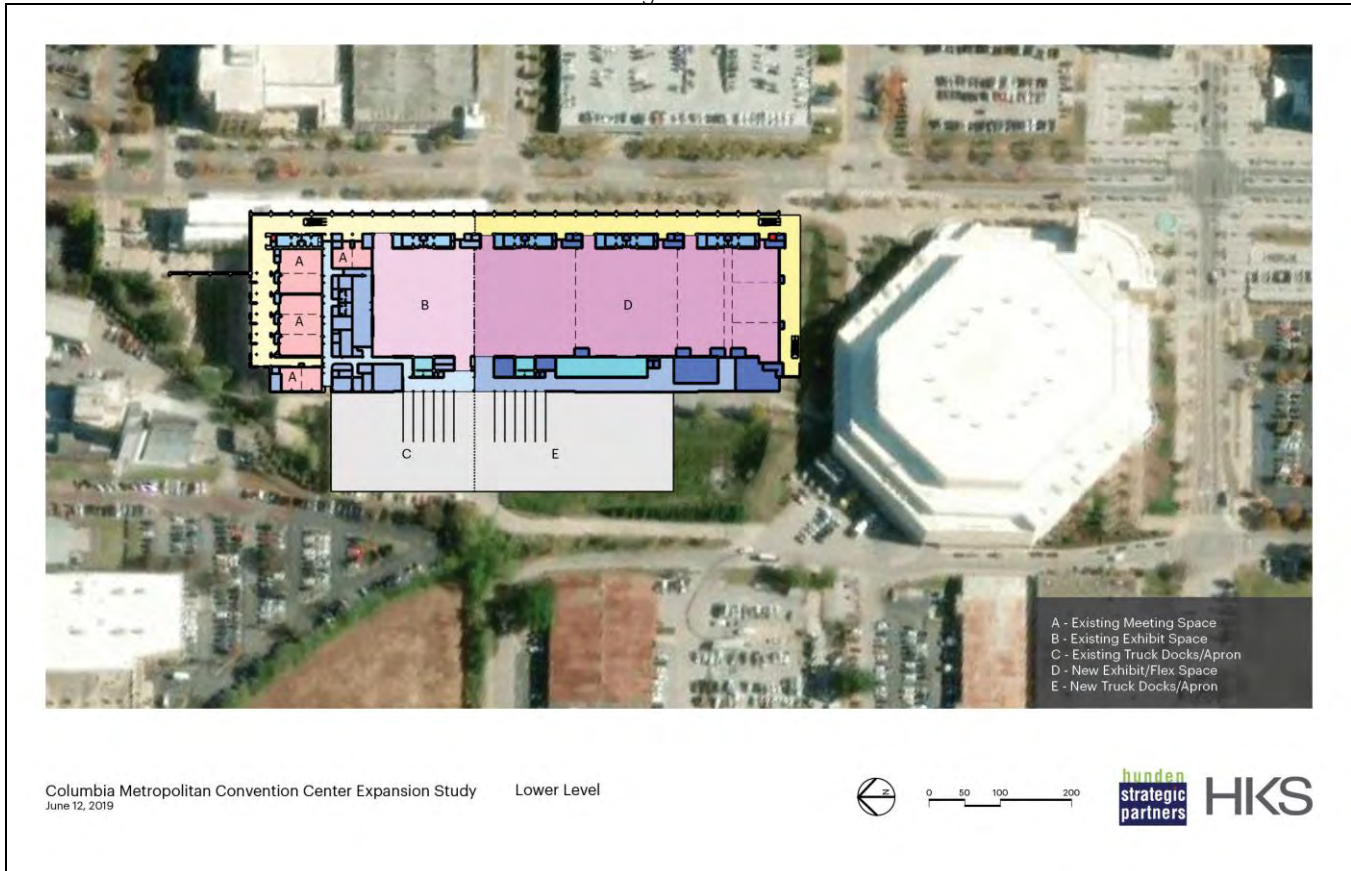 A
A
A
A
B
D
C
E
A - Existing Meeting Space
B - Existing Exhibit Space
C - Existing Truck Docks/Apron
D - New Exhibit/Flex Space
E - New Truck Docks/Apron
Columbia Metropolitan Convention Center Expansion Study
Lower Level
June 12, 2019
N
0 50 100 200
hunden
strategic
partners
HKS